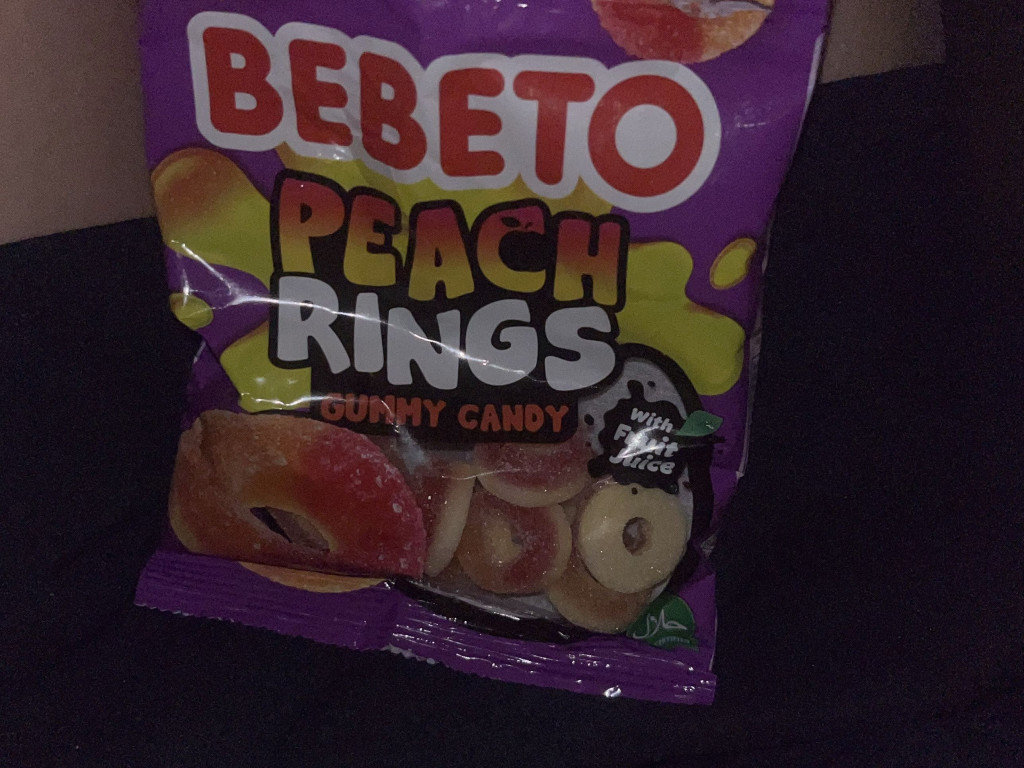 BEBETO
PEACH
RINGS
GUMMY CANDY
With
Fruit
Juice
حلال